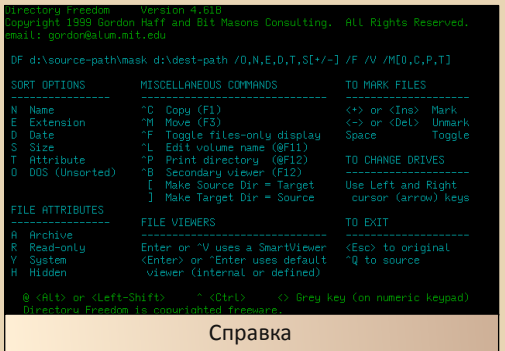 Directory Freedom    Version 4.61B
Copyright 1999 Gordon Haff and Bit Masons Consulting.  All Rights Reserved.
email: gordon@alum.mit.edu
DF d:\source-path\mask d:\dest-path /O,N,E,D,T,S[+/-] /F /V /M[O,C,P,T]
SORT OPTIONS    MISCELLANEOUS COMMANDS    TO MARK FILES
N  Name    ^C  Copy (F1)    <+> or <Ins>  Mark
E  Extension    ^M  Move (F3)    <-> or <Del>  Unmark
D  Date    ^F  Toggle files-only display    Space    Toggle
S  Size    ^L  Edit volume name (@F11)
T  Attribute    ^P  Print directory (@F12)    TO CHANGE DRIVES
O  DOS (Unsorted)    ^B  Secondary viewer (F12)
[  Make Source Dir = Target    Use Left and Right
]  Make Target Dir = Source    cursor (arrow) keys
FILE ATTRIBUTES
FILE VIEWERS    TO EXIT
A  Archive
R  Read-only    Enter or ^V uses a SmartViewer    <Esc> to original
Y  System    <Enter> or ^Enter uses default    ^Q to source
H  Hidden    viewer (internal or defined)
@ <Alt> or <Left-Shift>    ^ <Ctrl>    <> Grey key (on numeric keypad)
Directory Freedom is copyrighted freeware.
Справка